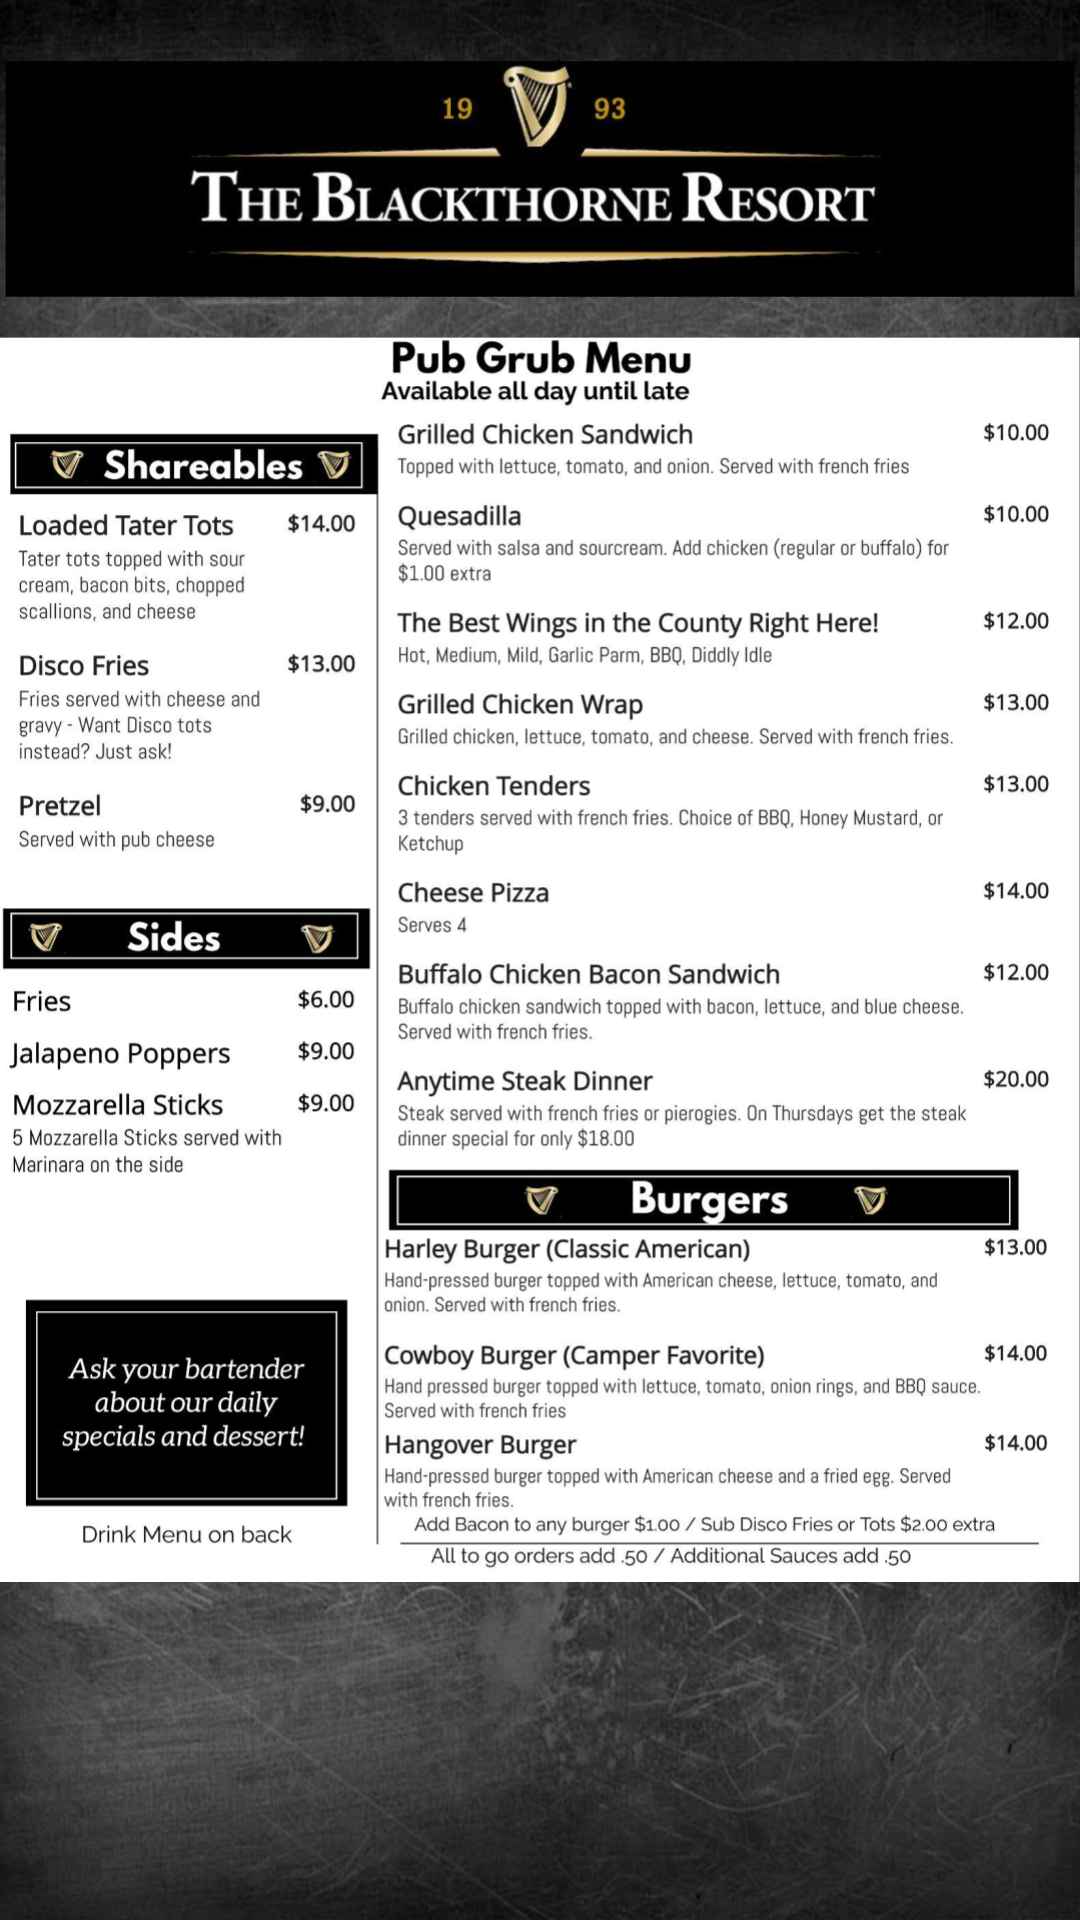 19 93
THE BLACKTHORNE RESORT
Pub Grub Menu
Available all day until late
Shareables
Loaded Tater Tots $14.00
Tater tots topped with sour
cream, bacon bits, chopped
scallions, and cheese
Disco Fries $13.00
Fries served with cheese and
gravy - Want Disco tots
instead? Just ask!
Pretzel $9.00
Served with pub cheese
Sides
Fries $6.00
Jalapeno Poppers $9.00
Mozzarella Sticks $9.00
5 Mozzarella Sticks served with
Marinara on the side
Ask your bartender
about our daily
specials and dessert!
Drink Menu on back
Grilled Chicken Sandwich $10.00
Topped with lettuce, tomato, and onion. Served with french fries
Quesadilla $10.00
Served with salsa and sourcream. Add chicken (regular or buffalo) for
$1.00 extra
The Best Wings in the County Right Here! $12.00
Hot, Medium, Mild, Garlic Parm, BBQ, Diddly Idle
Grilled Chicken Wrap $13.00
Grilled chicken, lettuce, tomato, and cheese. Served with french fries.
Chicken Tenders $13.00
3 tenders served with french fries. Choice of BBQ, Honey Mustard, or
Ketchup
Cheese Pizza $14.00
Serves 4
Buffalo Chicken Bacon Sandwich $12.00
Buffalo chicken sandwich topped with bacon, lettuce, and blue cheese.
Served with french fries.
Anytime Steak Dinner $20.00
Steak served with french fries or pierogies. On Thursdays get the steak
dinner special for only $18.00
Burgers
Harley Burger (Classic American) $13.00
Hand-pressed burger topped with American cheese, lettuce, tomato, and
onion. Served with french fries.
Cowboy Burger (Camper Favorite) $14.00
Hand pressed burger topped with lettuce, tomato, onion rings, and BBQ sauce.
Served with french fries
Hangover Burger $14.00
Hand-pressed burger topped with American cheese and a fried egg. Served
with french fries.
Add Bacon to any burger $1.00 / Sub Disco Fries or Tots $2.00 extra
All to go orders add .50 / Additional Sauces add .50